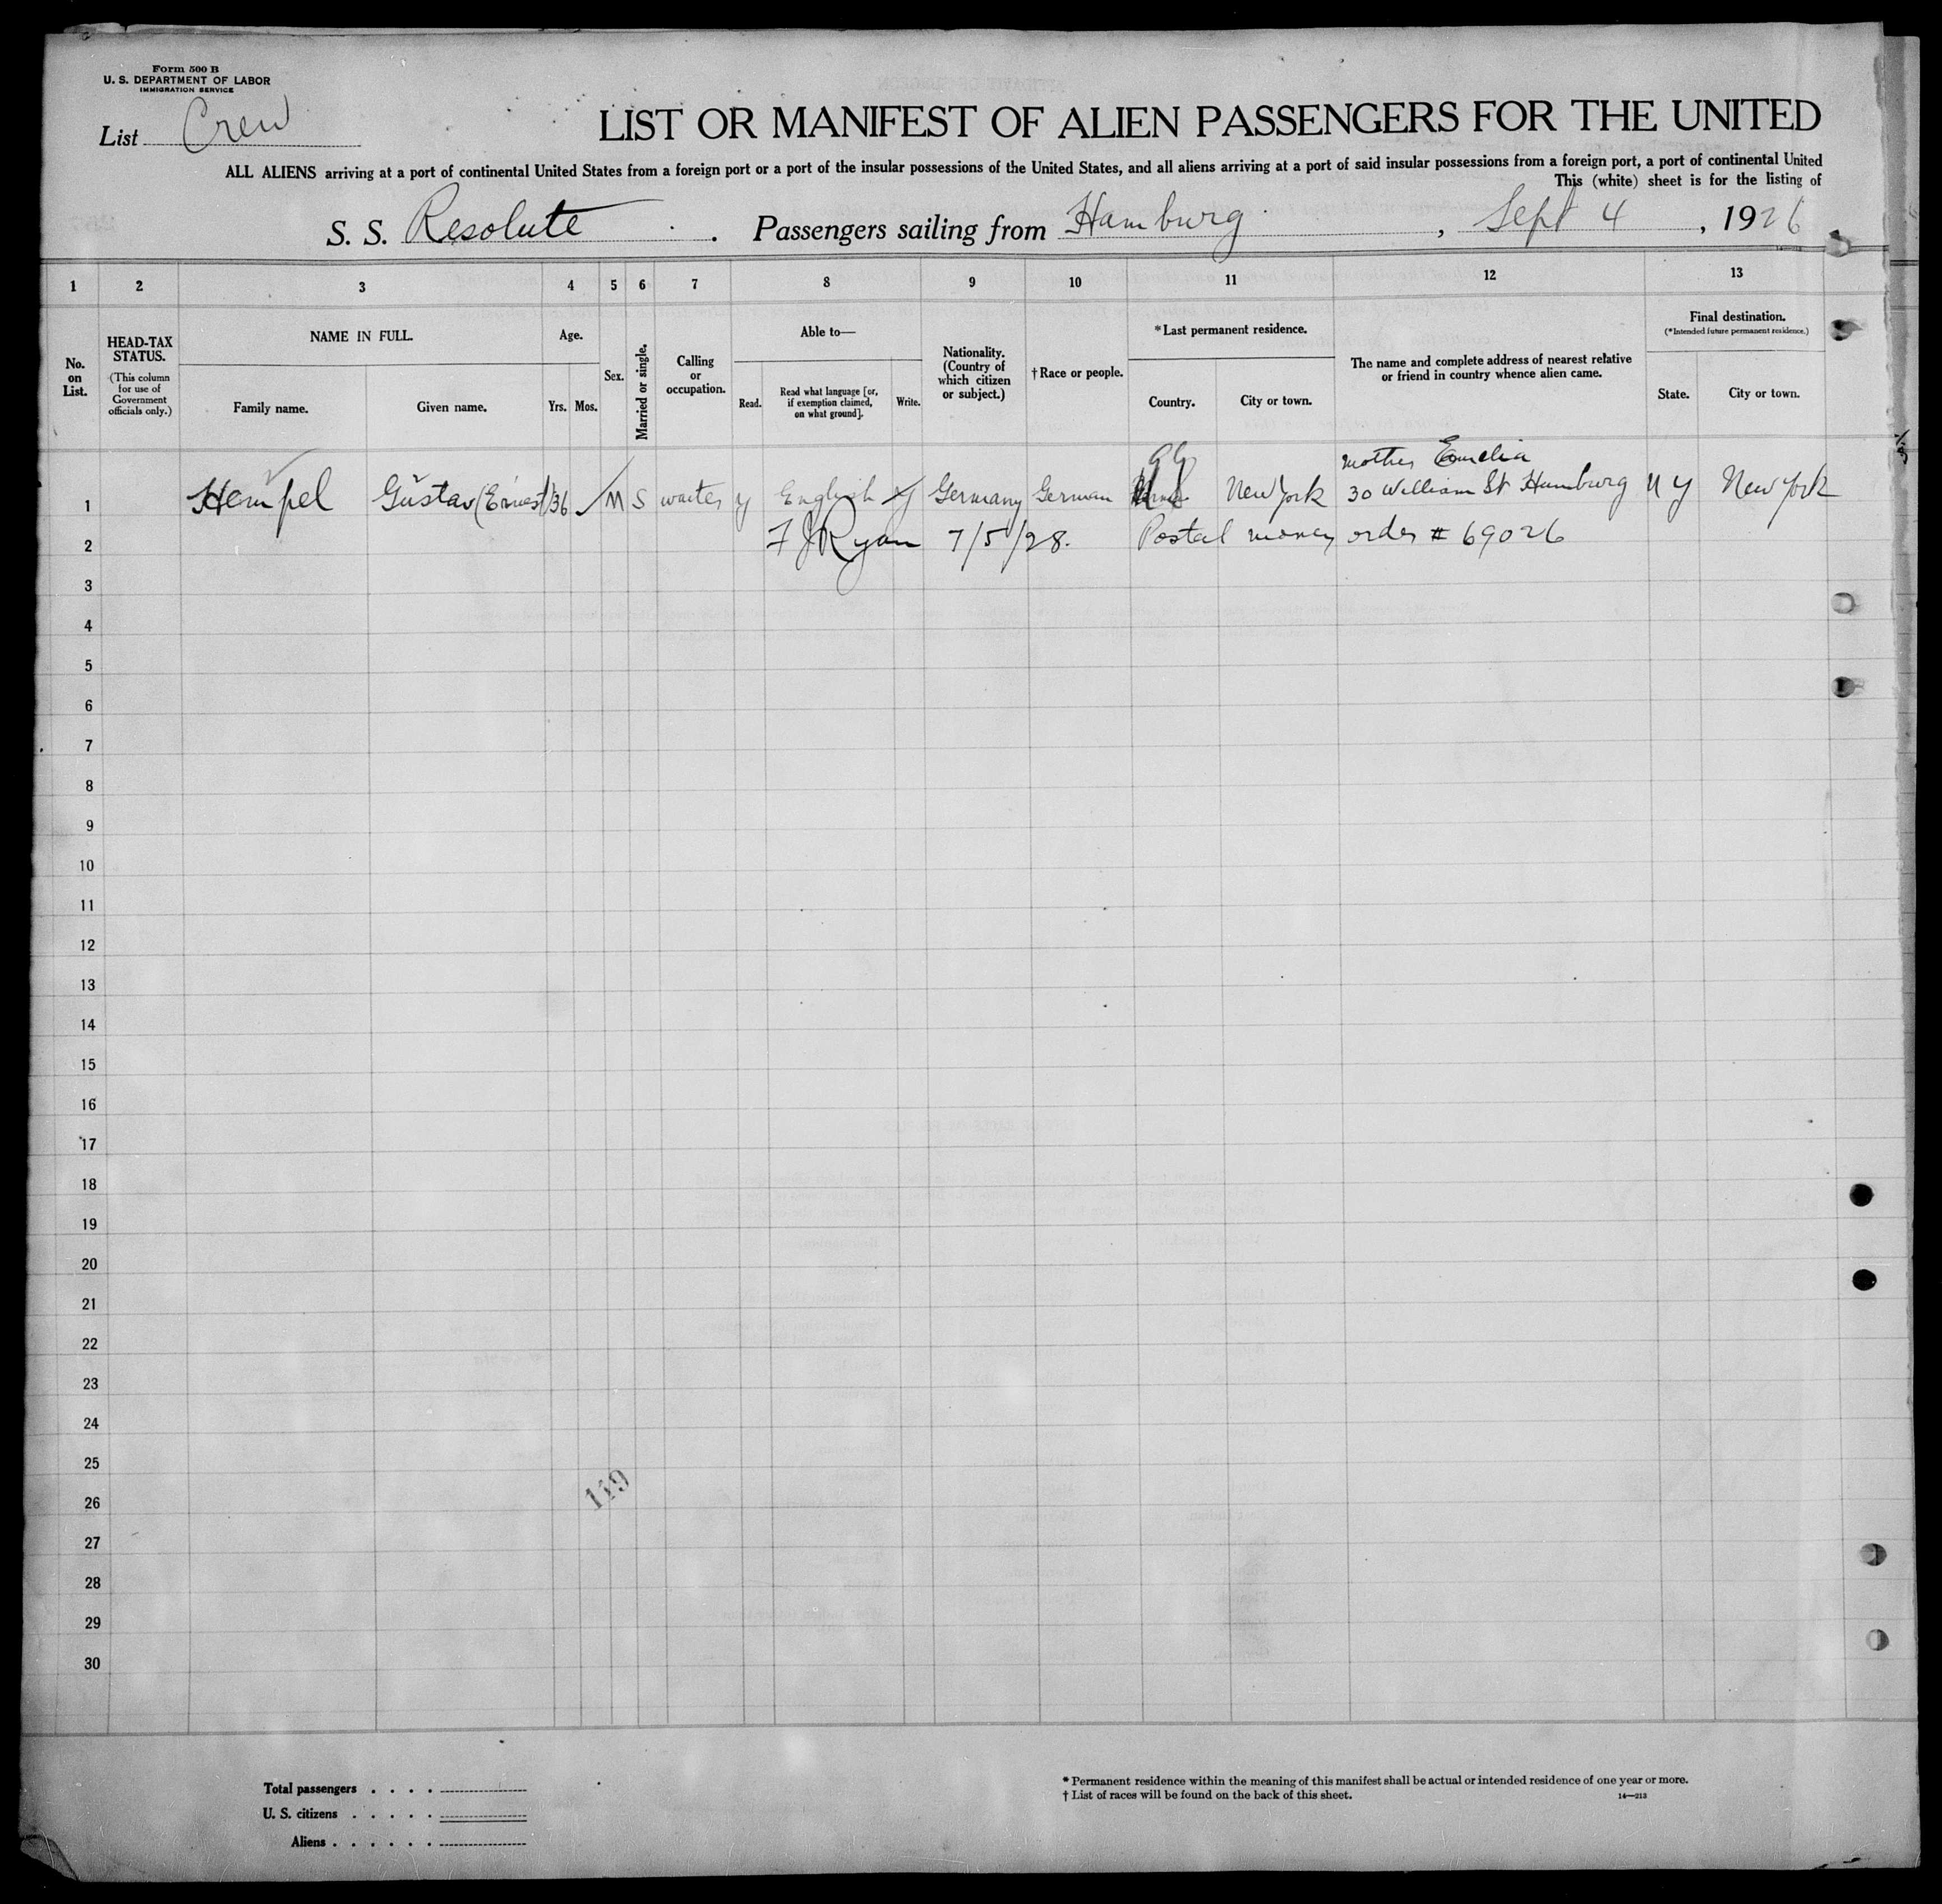 Form 500 B
U. S. DEPARTMENT OF LABOR
IMMIGRATION SERVICE
List Crew
LIST OR MANIFEST OF ALIEN PASSENGERS FOR THE UNITED
ALL ALIENS arriving at a port of continental United States from a foreign port or a port of the insular possessions of the United States, and all aliens arriving at a port of said insular possessions from a foreign port, a port of continental United
This (white) sheet is for the listing of
S. S. Resolute . Passengers sailing from Hamburg , Sept 4 , 1926
1 2 3 4 5 6 7 8 9 10 11 12 13
No. on List.
HEAD-TAX STATUS.
(This column for use of Government officials only.)
NAME IN FULL.
Family name. Given name.
Age.
Yrs. Mos.
Sex.
Married or single.
Calling or occupation.
Able to—
Read. Read what language [or, if exemption claimed, on what ground]. Write.
Nationality. (Country of which citizen or subject.)
†Race or people.
*Last permanent residence.
Country. City or town.
The name and complete address of nearest relative or friend in country whence alien came.
Final destination.
(*Intended future permanent residence.)
State. City or town.
mother Emelia
1 Hempel Gustav (Ernest) 36 M S waiter y English y Germany German New York 30 William St Hamburg N Y New York
2 F J Ryan 7/5/28. Postal money order # 69026
3
4
5
6
7
8
9
10
11
12
13
14
15
16
17
18
19
20
21
22
23
24
25
26
119
27
28
29
30
Total passengers . . . .
U. S. citizens . . . . .
Aliens . . . . . .
* Permanent residence within the meaning of this manifest shall be actual or intended residence of one year or more.
† List of races will be found on the back of this sheet.
14—213